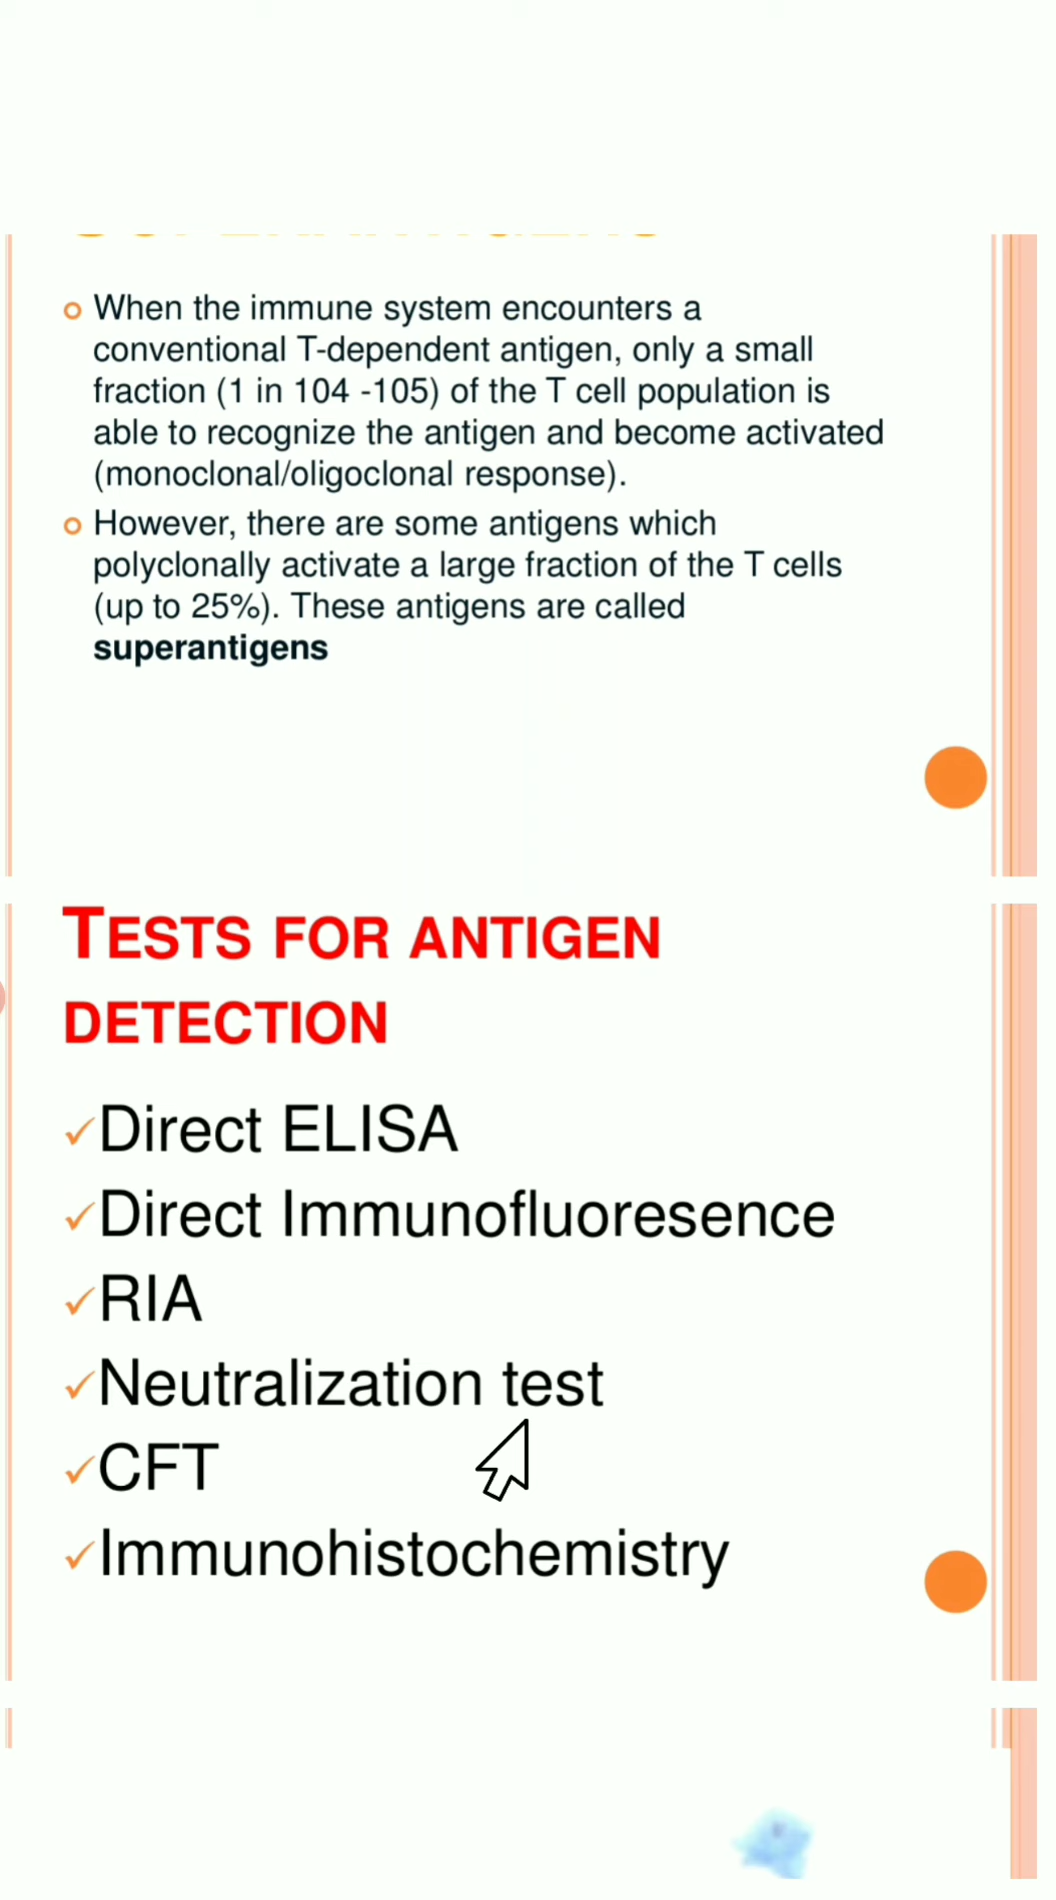 When the immune system encounters a
conventional T-dependent antigen, only a small
fraction (1 in 104 -105) of the T cell population is
able to recognize the antigen and become activated
(monoclonal/oligoclonal response).
However, there are some antigens which
polyclonally activate a large fraction of the T cells
(up to 25%). These antigens are called
superantigens
TESTS FOR ANTIGEN
DETECTION
✓Direct ELISA
✓Direct Immunofluoresence
✓RIA
✓Neutralization test
✓CFT
✓Immunohistochemistry